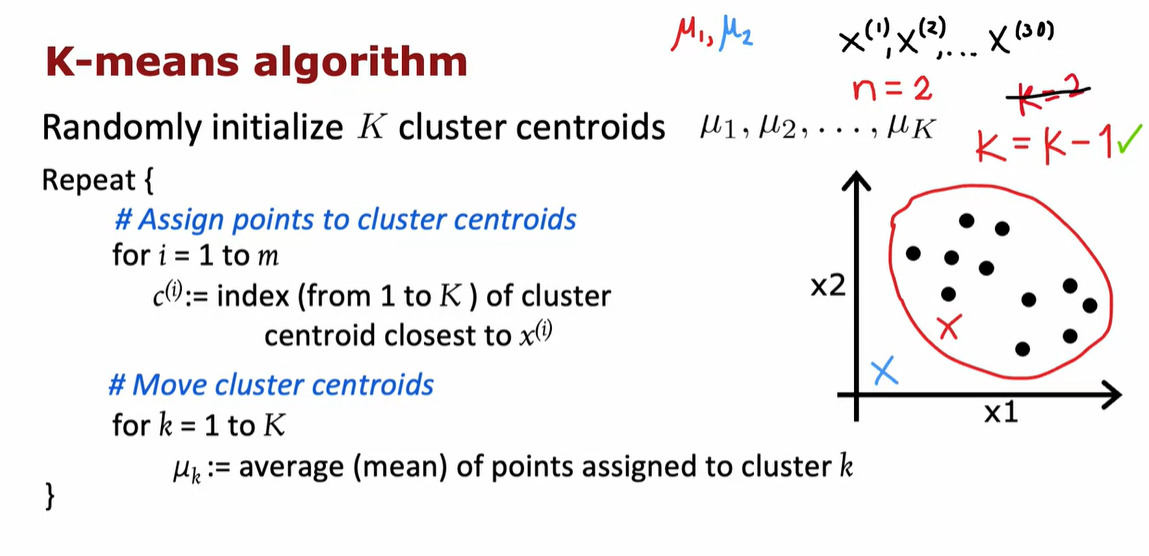 μ₁, μ₂
x⁽¹⁾, x⁽²⁾, ... x⁽³⁰⁾
K-means algorithm
n = 2
k = 2
Randomly initialize K cluster centroids μ₁, μ₂, . . . , μK
K = K - 1 ✓
Repeat {
# Assign points to cluster centroids
for i = 1 to m
c⁽ⁱ⁾:= index (from 1 to K ) of cluster
centroid closest to x⁽ⁱ⁾
# Move cluster centroids
for k = 1 to K
μₖ := average (mean) of points assigned to cluster k
}
x2
x1